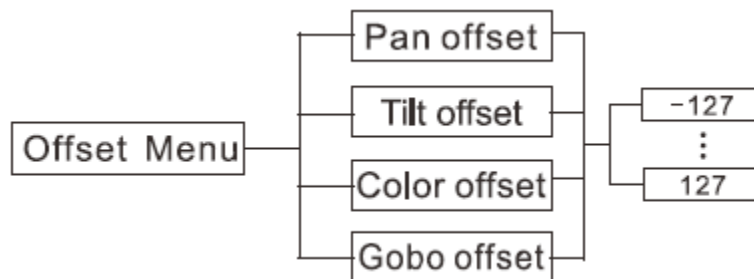 Offset Menu
Pan offset
Tilt offset
Color offset
Gobo offset
-127
⋮
127